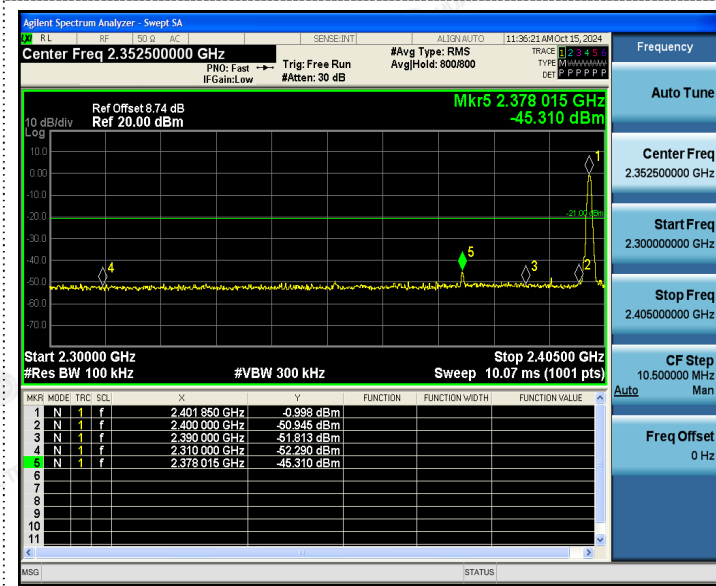 Agilent Spectrum Analyzer - Swept SA
LXI RL RF 50 Ω AC SENSE:INT ALIGN AUTO 11:36:21 AM Oct 15, 2024
Center Freq 2.352500000 GHz
PNO: Fast
IFGain:Low
Trig: Free Run
#Atten: 30 dB
#Avg Type: RMS
Avg|Hold: 800/800
TRACE 1 2 3 4 5 6
TYPE M
DET P P P P P P
Mkr5 2.378 015 GHz
-45.310 dBm
Ref Offset 8.74 dB
10 dB/div Ref 20.00 dBm
Log
10.0
0.00
-10.0
-20.0
-30.0
-40.0
-50.0
-60.0
-70.0
-21.00 dBm
1
5
4
3
2
Start 2.30000 GHz Stop 2.40500 GHz
#Res BW 100 kHz #VBW 300 kHz Sweep 10.07 ms (1001 pts)
MKR MODE TRC SCL X Y FUNCTION FUNCTION WIDTH FUNCTION VALUE
1 N 1 f 2.401 850 GHz -0.998 dBm
2 N 1 f 2.400 000 GHz -50.945 dBm
3 N 1 f 2.390 000 GHz -51.813 dBm
4 N 1 f 2.310 000 GHz -52.290 dBm
5 N 1 f 2.378 015 GHz -45.310 dBm
6
7
8
9
10
11
MSG STATUS
Frequency
Auto Tune
Center Freq
2.352500000 GHz
Start Freq
2.300000000 GHz
Stop Freq
2.405000000 GHz
CF Step
10.500000 MHz
Auto Man
Freq Offset
0 Hz